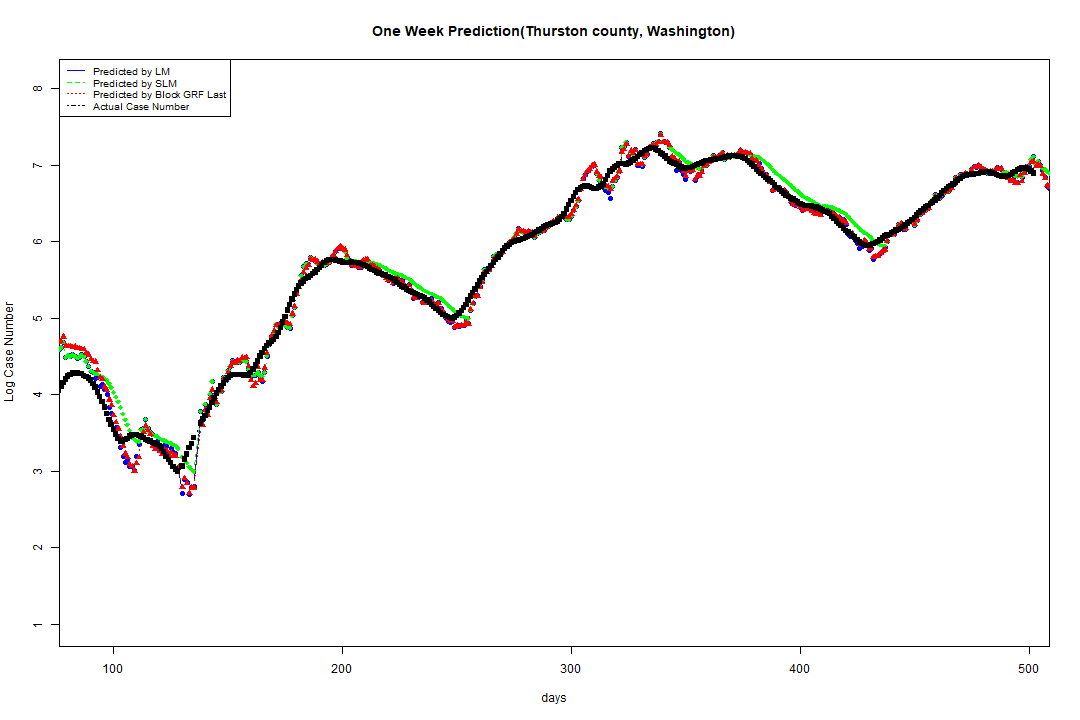 One Week Prediction(Thurston county, Washington)
Predicted by LM
Predicted by SLM
Predicted by Block GRF Last
Actual Case Number
8
7
6
5
4
3
2
1
Log Case Number
100 200 300 400 500
days